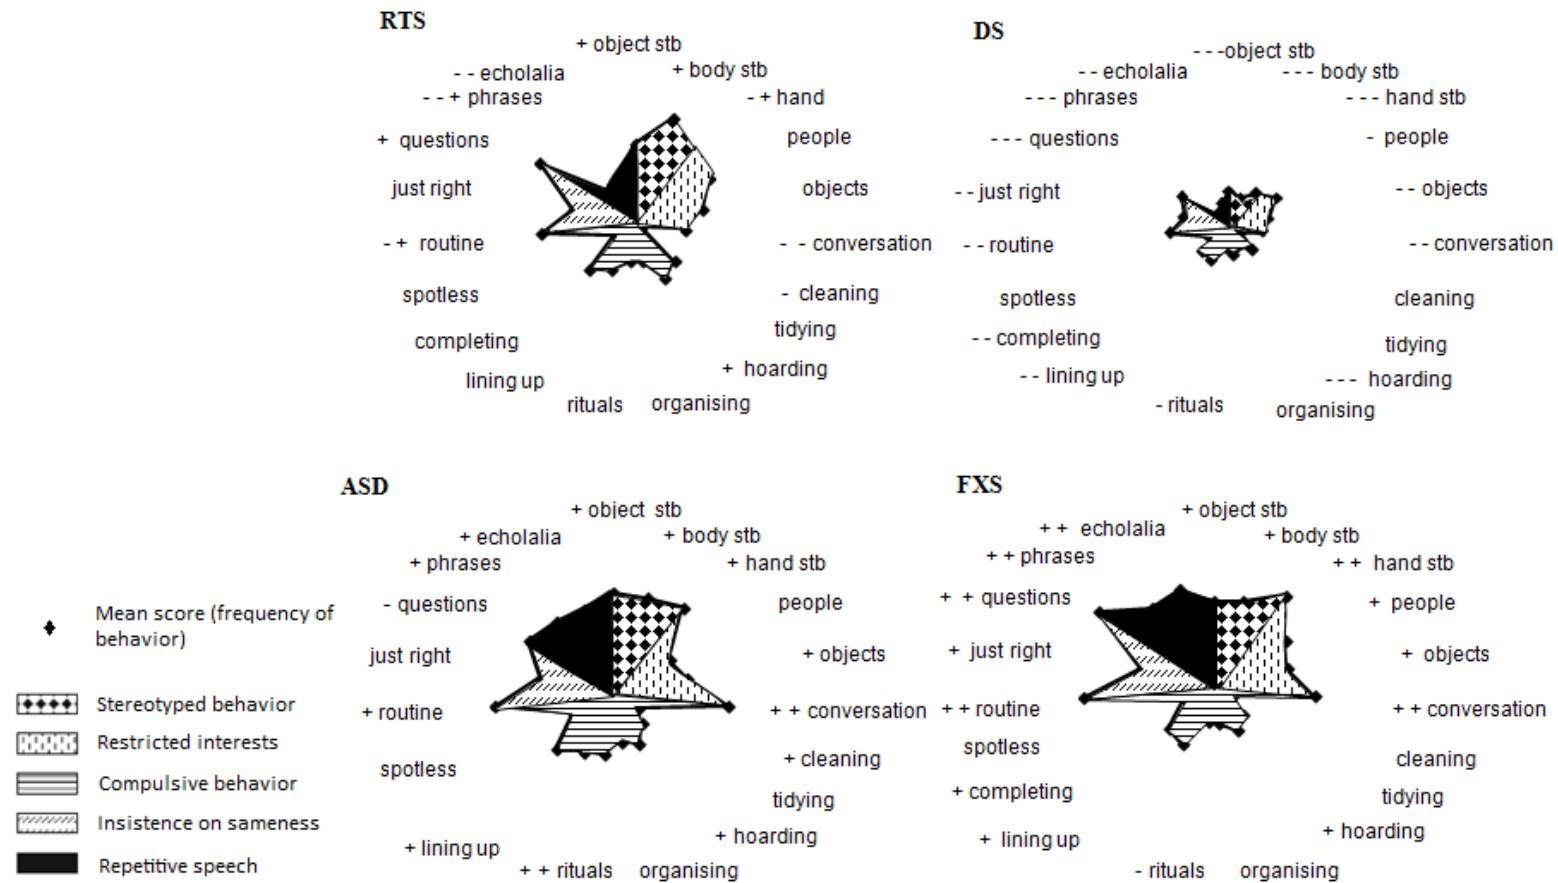 RTS
+ object stb
+ body stb
- - echolalia
- - + phrases
- + hand
+ questions
people
just right
objects
- + routine
- - conversation
spotless
- cleaning
completing
tidying
lining up
+ hoarding
rituals
organising
DS
- - -object stb
- - echolalia
- - - body stb
- - - phrases
- - - hand stb
- - - questions
- people
- - just right
- - objects
- - routine
- - conversation
spotless
cleaning
- - completing
tidying
- - lining up
- - - hoarding
- rituals
organising
ASD
+ object stb
+ echolalia
+ body stb
+ phrases
+ hand stb
- questions
people
just right
+ objects
+ routine
+ + conversation
spotless
+ cleaning
tidying
+ lining up
+ hoarding
+ + rituals
organising
FXS
+ object stb
+ + echolalia
+ body stb
+ + phrases
+ + hand stb
+ + questions
+ people
+ just right
+ objects
+ + routine
+ + conversation
spotless
cleaning
+ completing
tidying
+ lining up
+ hoarding
- rituals
organising
Mean score (frequency of
behavior)
Stereotyped behavior
Restricted interests
Compulsive behavior
Insistence on sameness
Repetitive speech